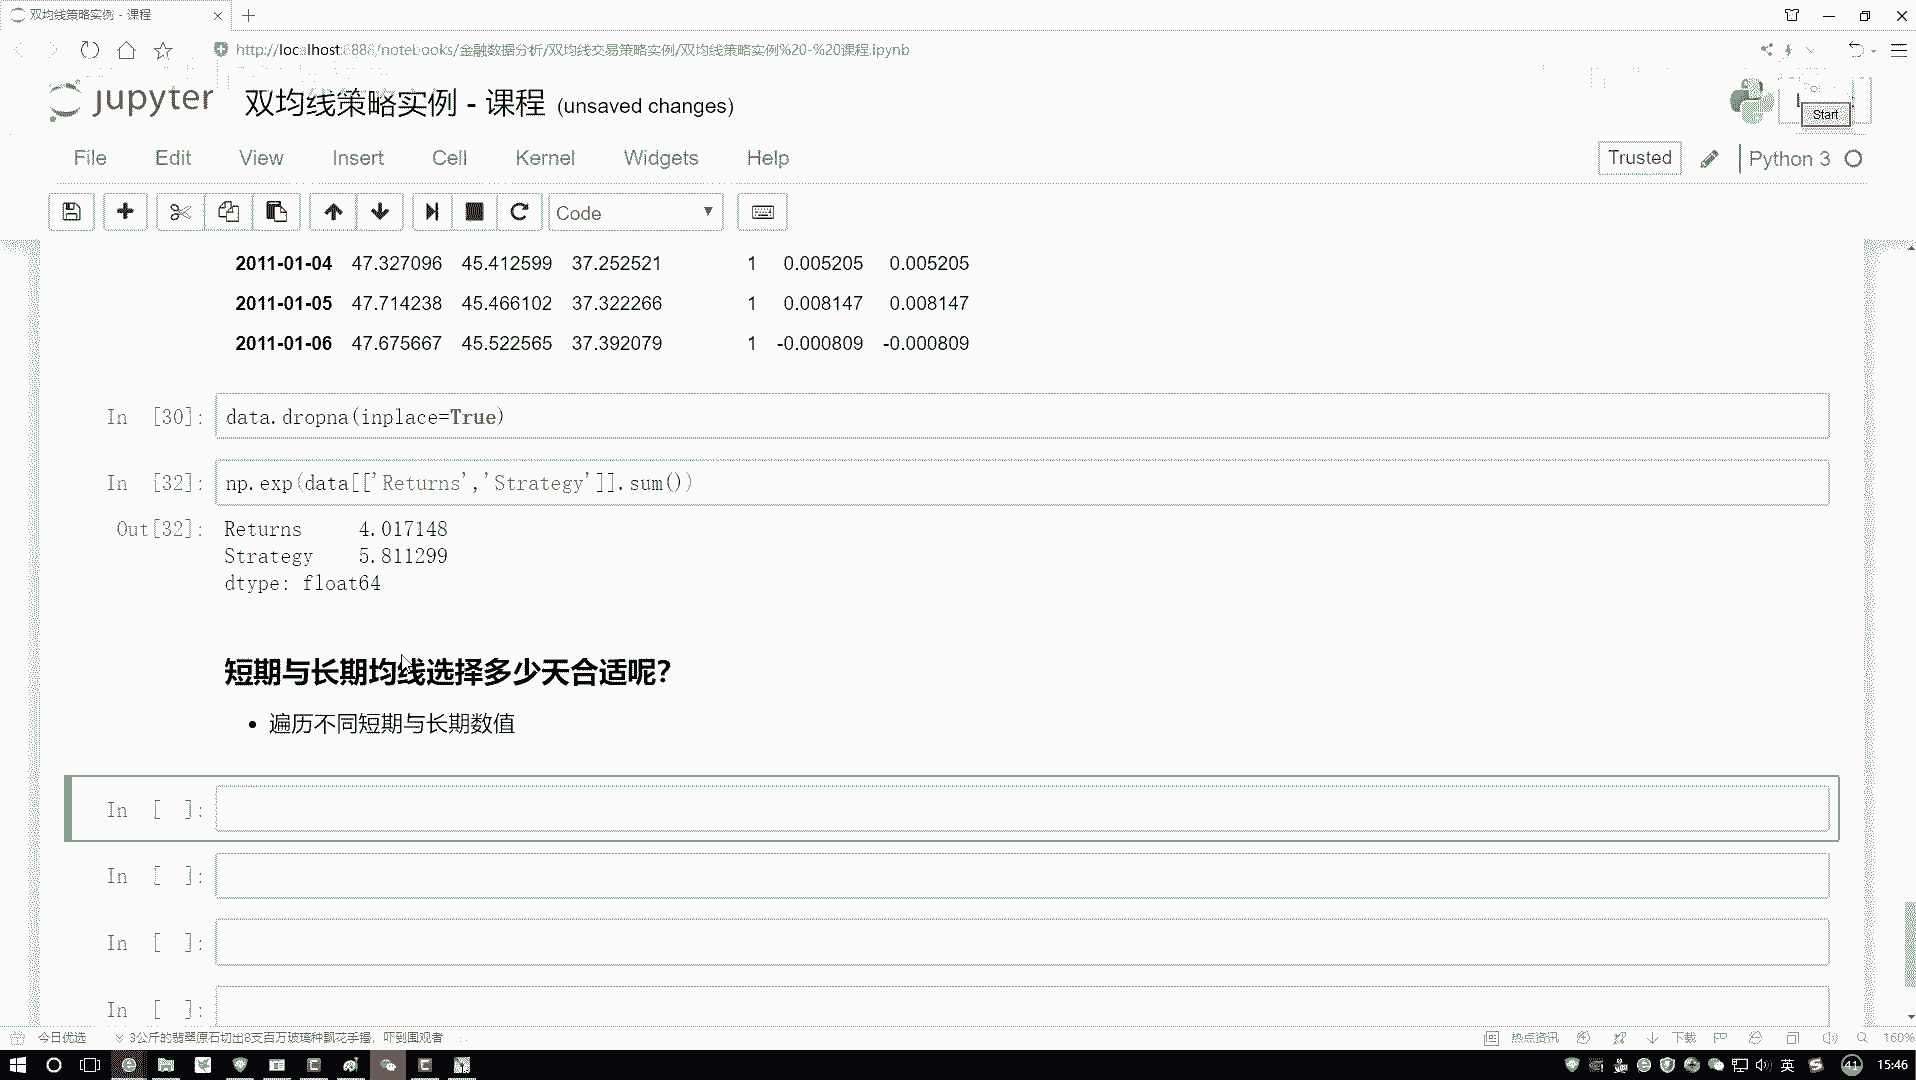 双均线策略实例 - 课程
http://localhost:8888/notebooks/金融数据分析/双均线交易策略实例/双均线策略实例%20-%20课程.ipynb
jupyter 双均线策略实例 - 课程 (unsaved changes)
Start
File Edit View Insert Cell Kernel Widgets Help
Trusted Python 3
Code
2011-01-04 47.327096 45.412599 37.252521 1 0.005205 0.005205
2011-01-05 47.714238 45.466102 37.322266 1 0.008147 0.008147
2011-01-06 47.675667 45.522565 37.392079 1 -0.000809 -0.000809
In [30]: data.dropna(inplace=True)
In [32]: np.exp(data[['Returns','Strategy']].sum())
Out[32]: Returns 4.017148
Strategy 5.811299
dtype: float64
短期与长期均线选择多少天合适呢?
• 遍历不同短期与长期数值
In [ ]:
In [ ]:
In [ ]:
In [ ]:
今日优选 3公斤的翡翠原石切出8支百万玻璃种飘花手镯，吓到围观者
热点资讯 下载 160%
英 41 15:46